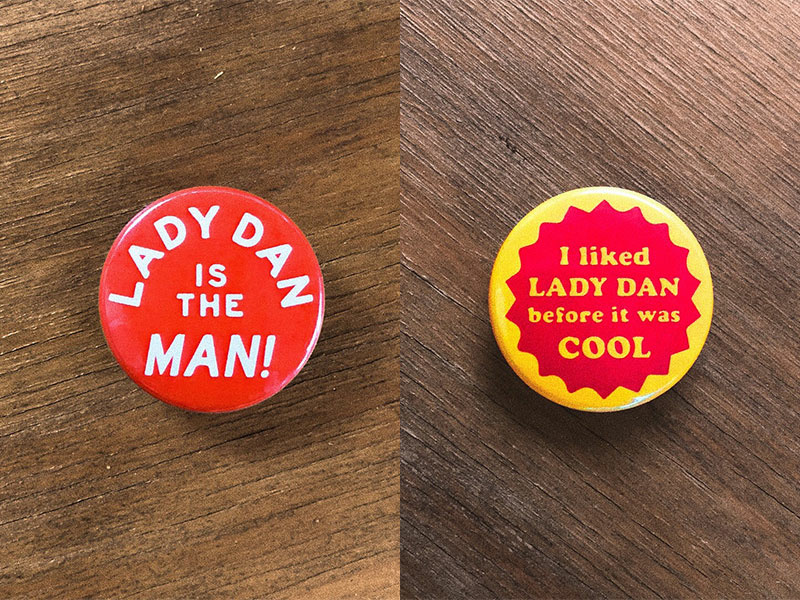 LADY DAN
IS
THE
MAN!
I liked
LADY DAN
before it was
COOL